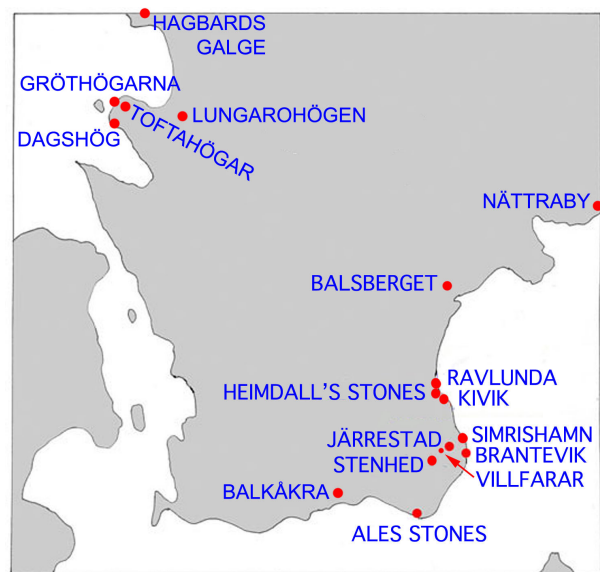 HAGBARDS
GALGE
GRÖTHÖGARNA
TOFTAHÖGAR
LUNGAROHÖGEN
DAGSHÖG
NÄTTRABY
BALSBERGET
RAVLUNDA
HEIMDALL'S STONES
KIVIK
SIMRISHAMN
JÄRRESTAD
BRANTEVIK
STENHED
VILLFARAR
BALKÅKRA
ALES STONES